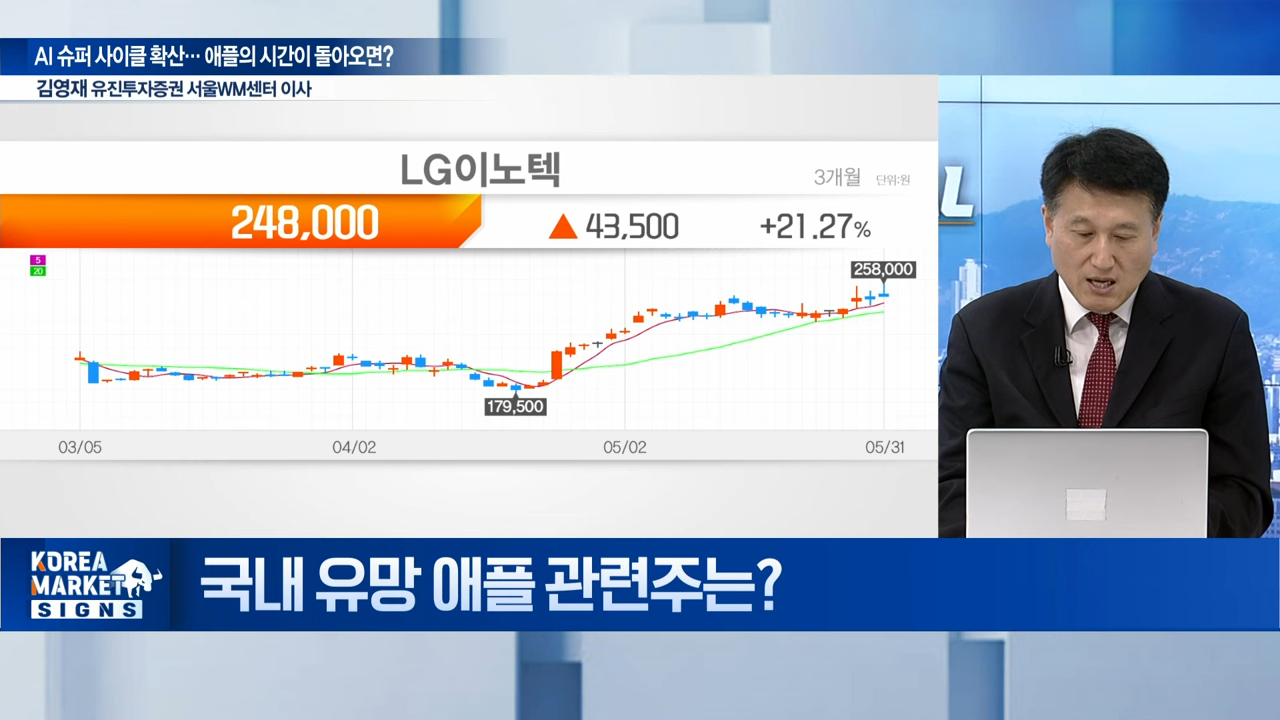 AI 슈퍼 사이클 확산… 애플의 시간이 돌아오면?
김영재 유진투자증권 서울WM센터 이사
LG이노텍
3개월 단위:원
248,000 ▲ 43,500 +21.27%
5
20
258,000
179,500
03/05 04/02 05/02 05/31
L
KOREA
MARKET
SIGNS
국내 유망 애플 관련주는?